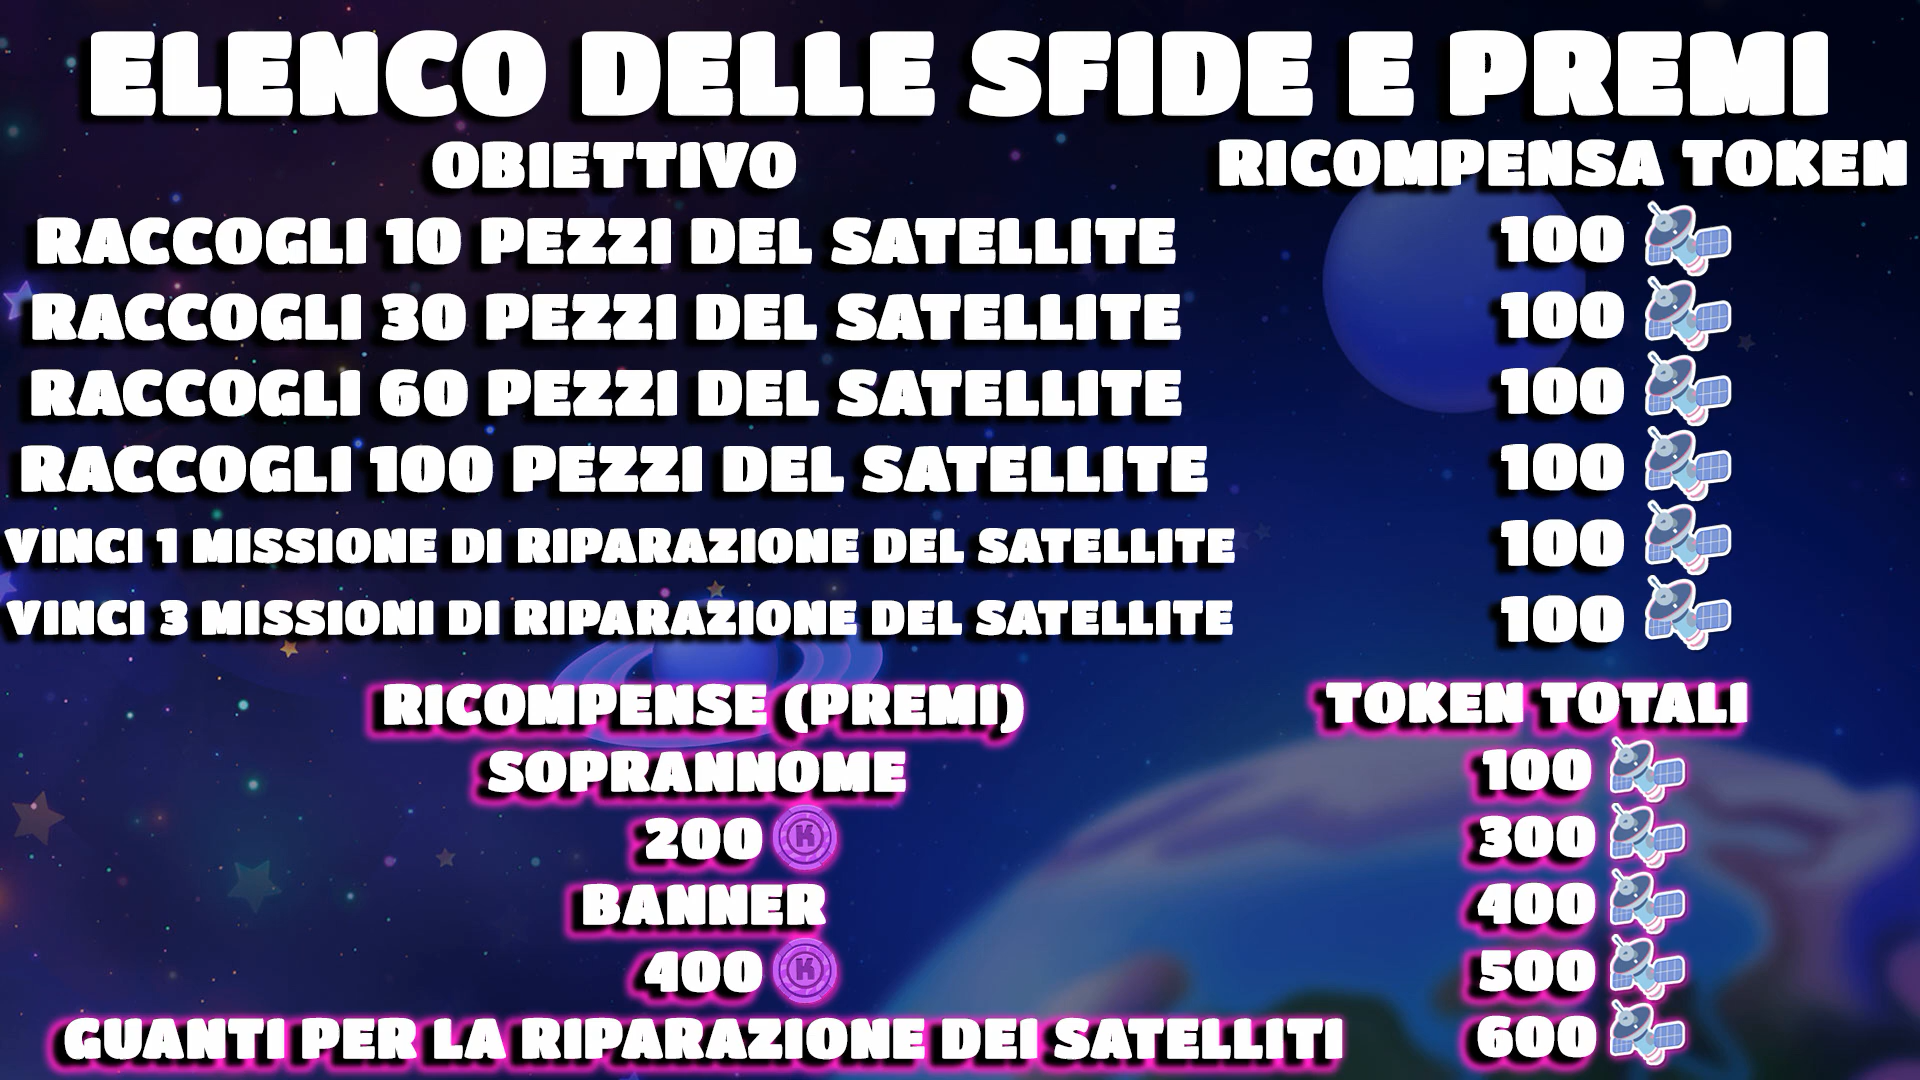 ELENCO DELLE SFIDE E PREMI
OBIETTIVO RICOMPENSA TOKEN
RACCOGLI 10 PEZZI DEL SATELLITE 100
RACCOGLI 30 PEZZI DEL SATELLITE 100
RACCOGLI 60 PEZZI DEL SATELLITE 100
RACCOGLI 100 PEZZI DEL SATELLITE 100
VINCI 1 MISSIONE DI RIPARAZIONE DEL SATELLITE 100
VINCI 3 MISSIONI DI RIPARAZIONE DEL SATELLITE 100
RICOMPENSE (PREMI) TOKEN TOTALI
SOPRANNOME 100
200 K 300
BANNER 400
400 K 500
GUANTI PER LA RIPARAZIONE DEI SATELLITI 600